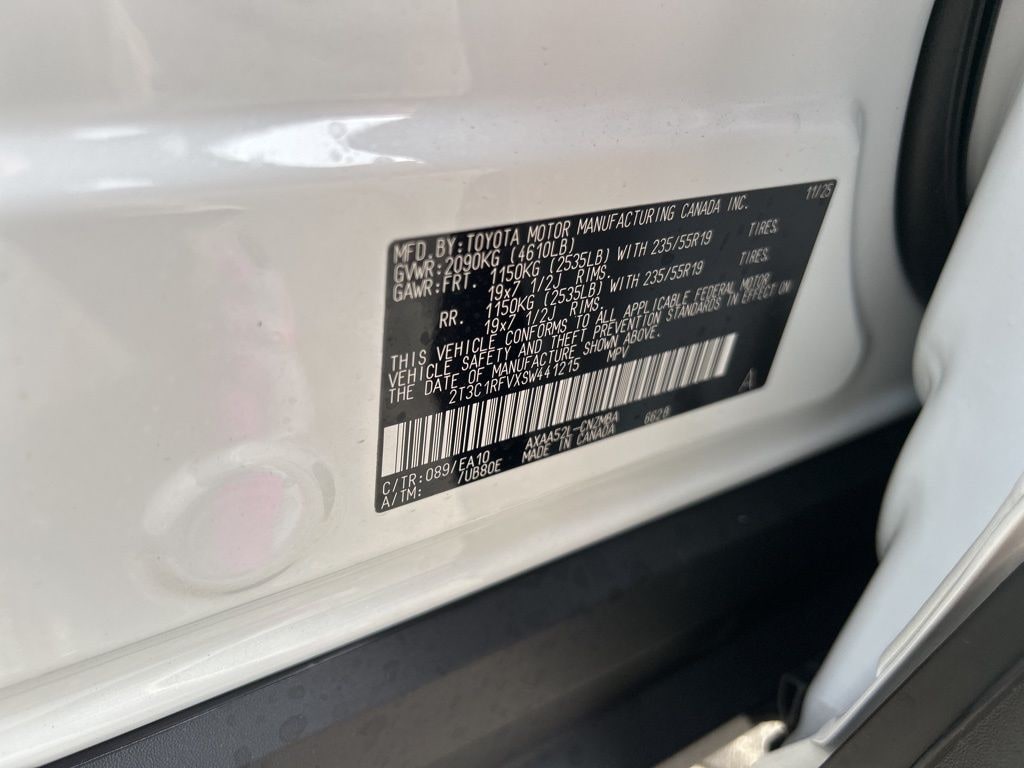 11/25
MFD. BY: TOYOTA MOTOR MANUFACTURING CANADA INC.
GVWR: 2090KG (4610LB)
GAWR: FRT. 1150KG (2535LB) WITH 235/55R19 TIRES,
19x7 1/2J RIMS.
RR. 1150KG (2535LB) WITH 235/55R19 TIRES,
19x7 1/2J RIMS.
THIS VEHICLE CONFORMS TO ALL APPLICABLE FEDERAL MOTOR
VEHICLE SAFETY AND THEFT PREVENTION STANDARDS IN EFFECT ON
THE DATE OF MANUFACTURE SHOWN ABOVE.
2T3C1RFVXSW441215 MPV
C/TR: 089/EA10 AXAA52L-CNZMBA 6628
A/TM: 7UB80E MADE IN CANADA
A